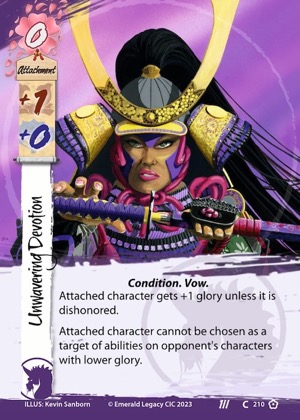 0
Attachment
+1
+0
Unwavering Devotion
Condition. Vow.
Attached character gets +1 glory unless it is
dishonored.
Attached character cannot be chosen as a
target of abilities on opponent's characters
with lower glory.
ILLUS: Kevin Sanborn © Emerald Legacy CIC 2023 C 210